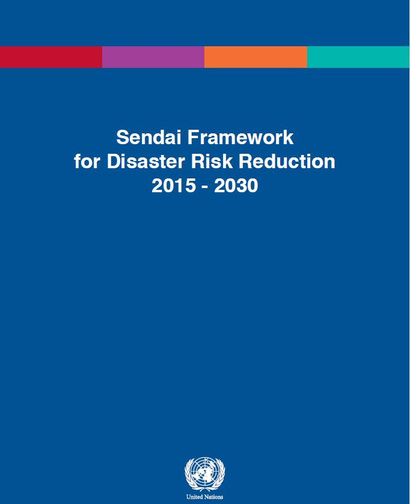 Sendai Framework
for Disaster Risk Reduction
2015 - 2030
United Nations